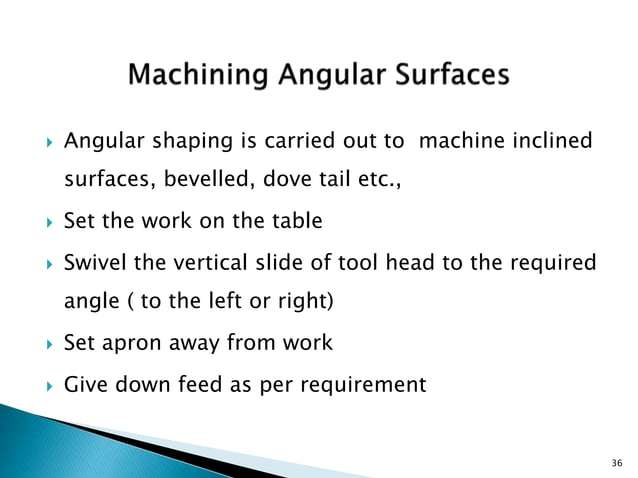 Machining Angular Surfaces
Angular shaping is carried out to machine inclined
surfaces, bevelled, dove tail etc.,
Set the work on the table
Swivel the vertical slide of tool head to the required
angle ( to the left or right)
Set apron away from work
Give down feed as per requirement
36